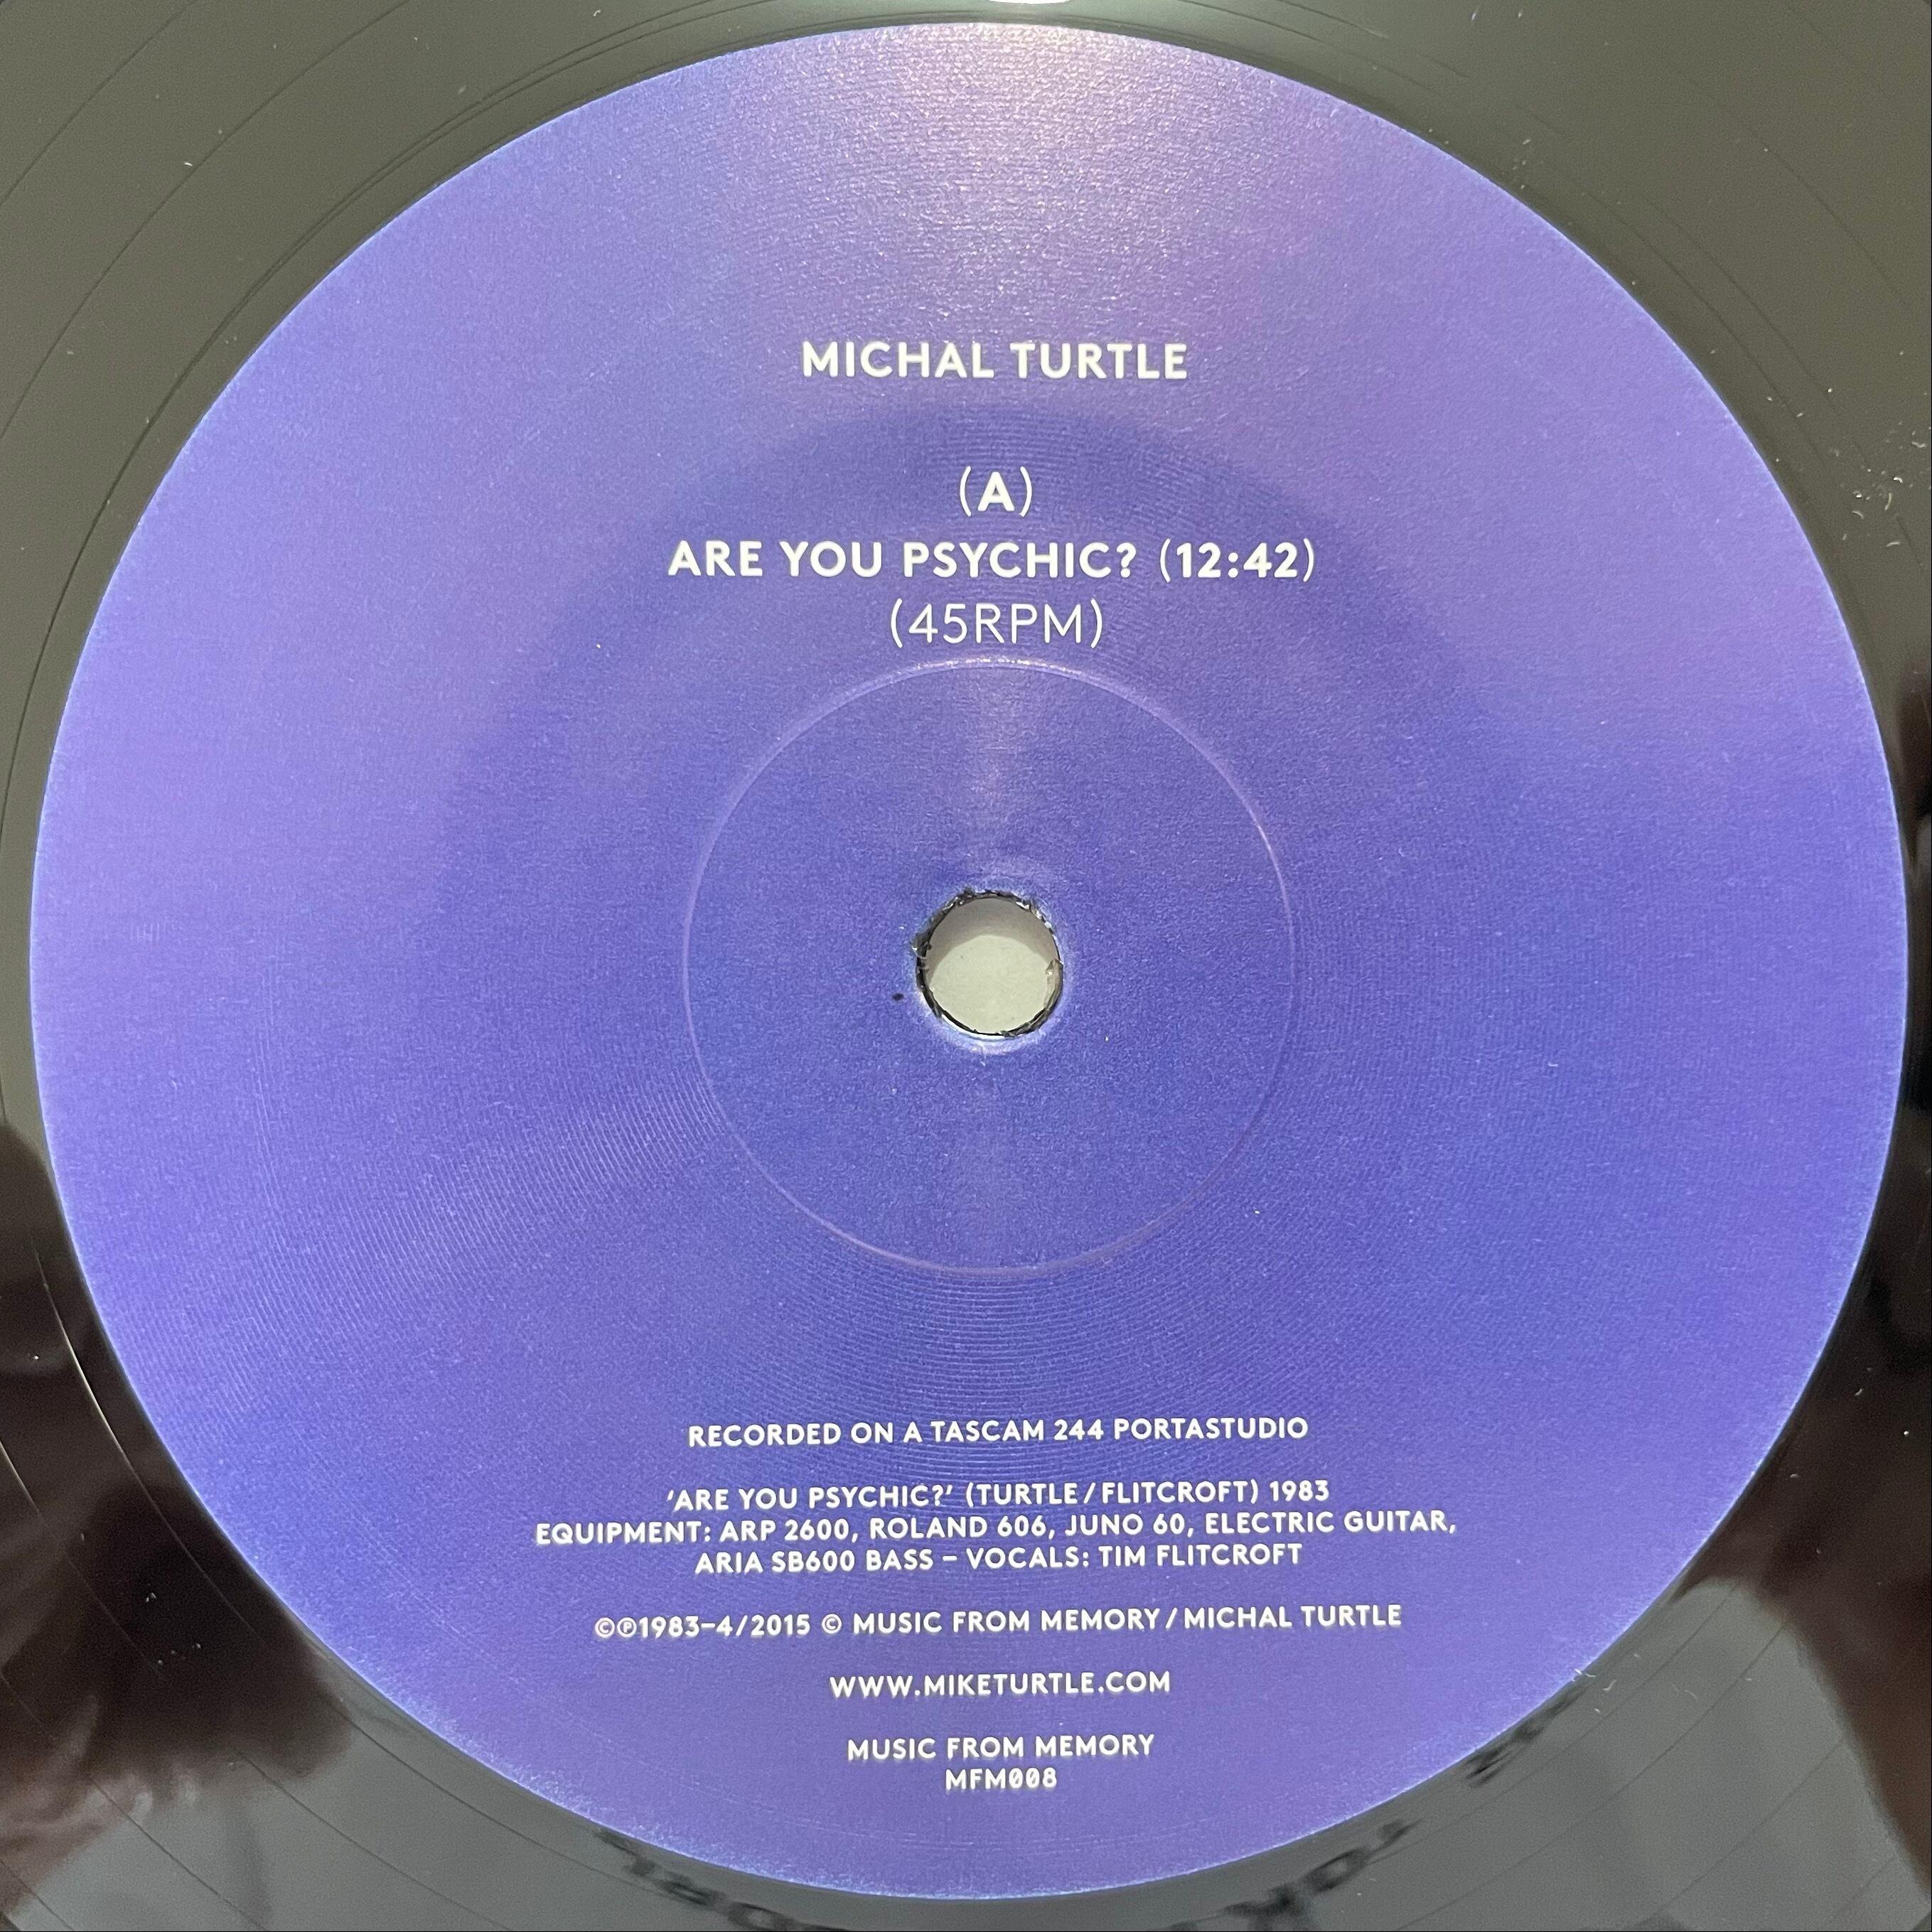 MICHAL TURTLE
(A)
ARE YOU PSYCHIC? (12:42)
(45RPM)
RECORDED ON A TASCAM 244 PORTASTUDIO
'ARE YOU PSYCHIC?' (TURTLE/FLITCROFT) 1983
EQUIPMENT: ARP 2600, ROLAND 606, JUNO 60, ELECTRIC GUITAR,
ARIA SB600 BASS – VOCALS: TIM FLITCROFT
©℗1983–4/2015 © MUSIC FROM MEMORY/MICHAL TURTLE
WWW.MIKETURTLE.COM
MUSIC FROM MEMORY
MFM008